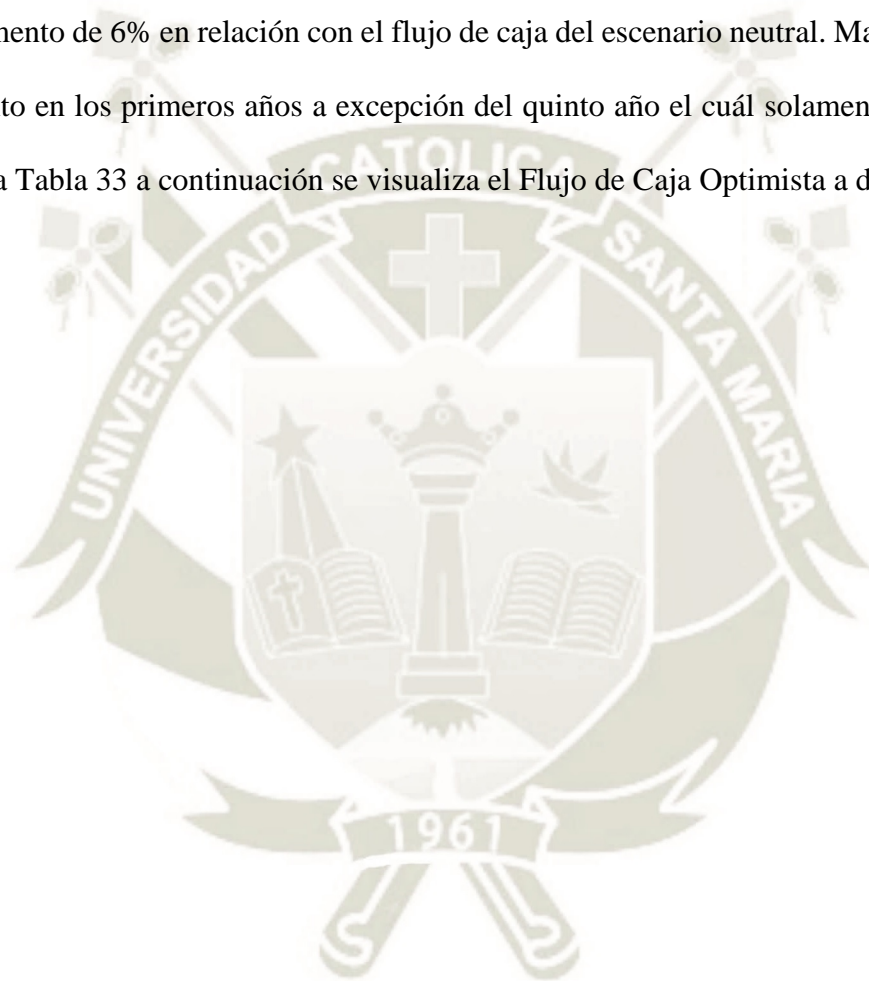 mento de 6% en relación con el flujo de caja del escenario neutral. Ma
to en los primeros años a excepción del quinto año el cuál solamen
a Tabla 33 a continuación se visualiza el Flujo de Caja Optimista a d
UNIVERSIDAD CATOLICA SANTA MARIA
1961